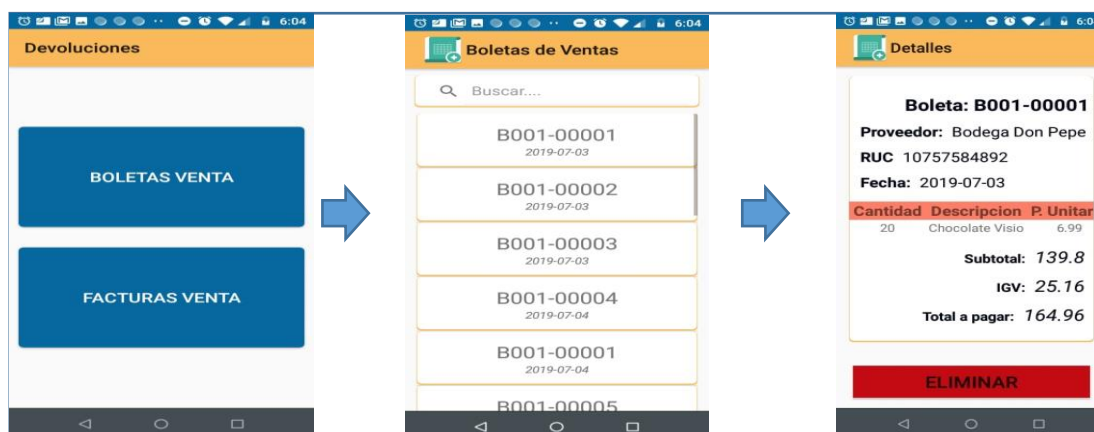 6:04
Devoluciones
BOLETAS VENTA
FACTURAS VENTA
6:04
Boletas de Ventas
Buscar....
B001-00001
2019-07-03
B001-00002
2019-07-03
B001-00003
2019-07-03
B001-00004
2019-07-04
B001-00001
2019-07-04
B001-00005
6:0
Detalles
Boleta: B001-00001
Proveedor: Bodega Don Pepe
RUC 10757584892
Fecha: 2019-07-03
Cantidad Descripcion P. Unitar
20 Chocolate Visio 6.99
Subtotal: 139.8
IGV: 25.16
Total a pagar: 164.96
ELIMINAR